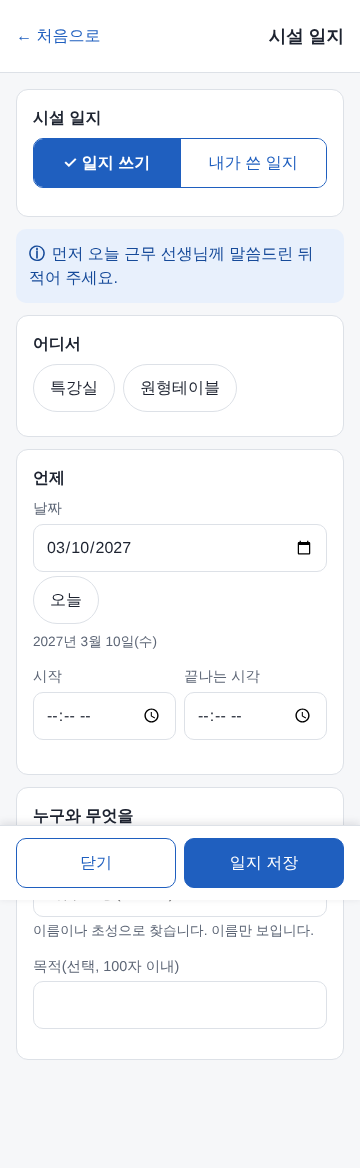 ← 처음으로
시설 일지
시설 일지
✓ 일지 쓰기
내가 쓴 일지
ⓘ 먼저 오늘 근무 선생님께 말씀드린 뒤
적어 주세요.
어디서
특강실
원형테이블
언제
날짜
03/10/2027
오늘
2027년 3월 10일(수)
시작
끝나는 시각
--:-- --
--:-- --
누구와 무엇을
닫기
일지 저장
이름이나 초성으로 찾습니다. 이름만 보입니다.
목적(선택, 100자 이내)